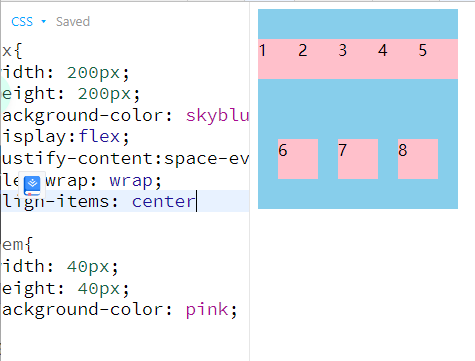 CSS Saved
x{
idth: 200px;
eight: 200px;
ackground-color: skyblu
isplay:flex;
ustify-content:space-ev
le wrap: wrap;
lign-items: center
em{
idth: 40px;
eight: 40px;
ackground-color: pink;
1 2 3 4 5
6 7 8